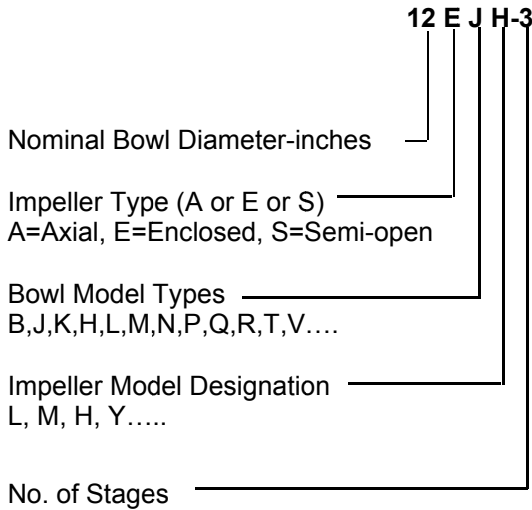 12 E J H-3
Nominal Bowl Diameter-inches
Impeller Type (A or E or S)
A=Axial, E=Enclosed, S=Semi-open
Bowl Model Types
B,J,K,H,L,M,N,P,Q,R,T,V….
Impeller Model Designation
L, M, H, Y…..
No. of Stages